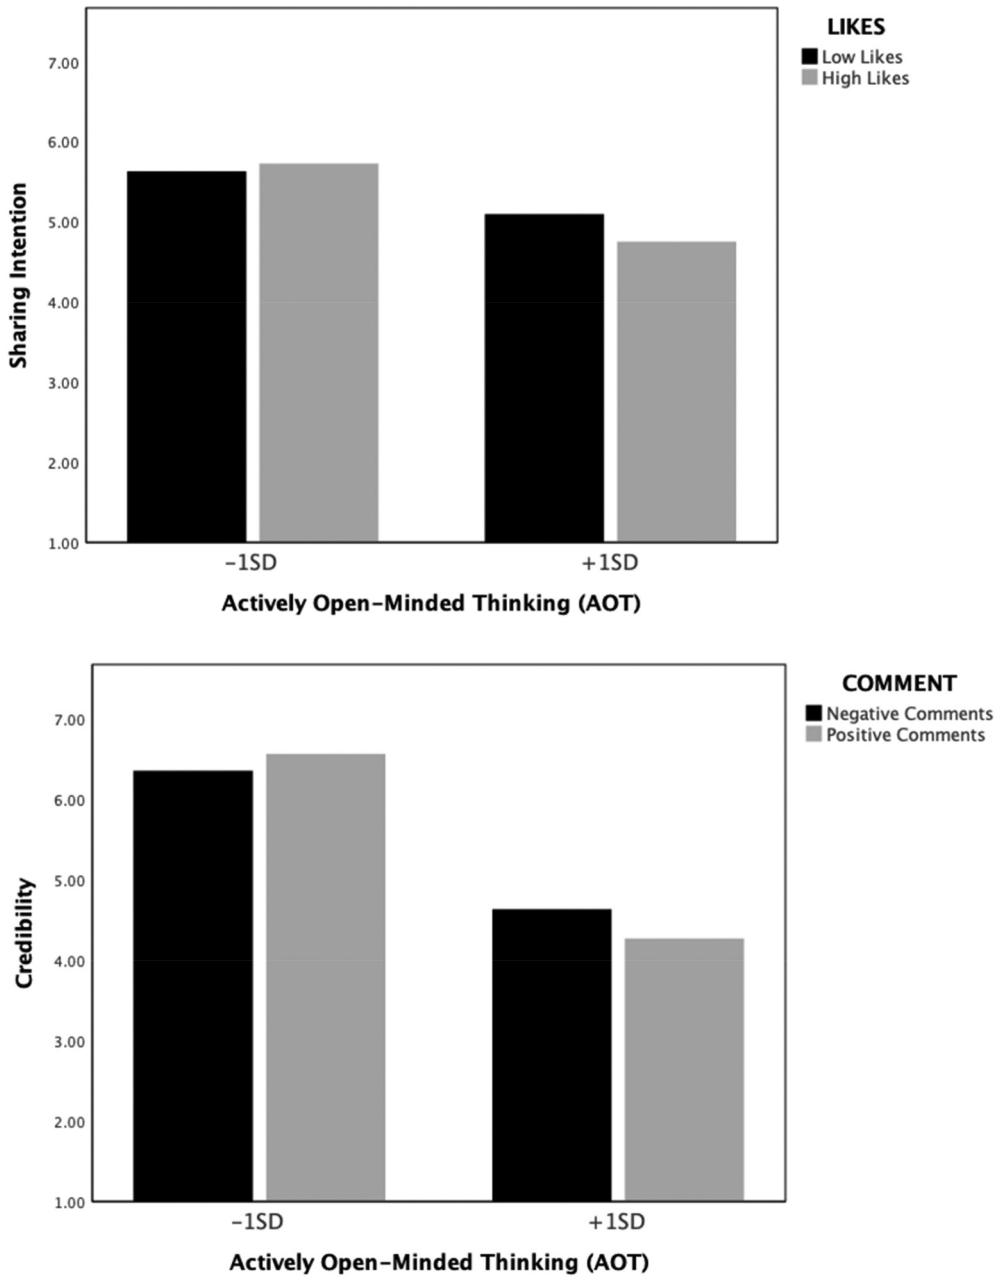 LIKES
Low Likes
High Likes
7.00
6.00
5.00
4.00
3.00
2.00
1.00
Sharing Intention
−1SD
+1SD
Actively Open−Minded Thinking (AOT)
COMMENT
Negative Comments
Positive Comments
7.00
6.00
5.00
4.00
3.00
2.00
1.00
Credibility
−1SD
+1SD
Actively Open−Minded Thinking (AOT)